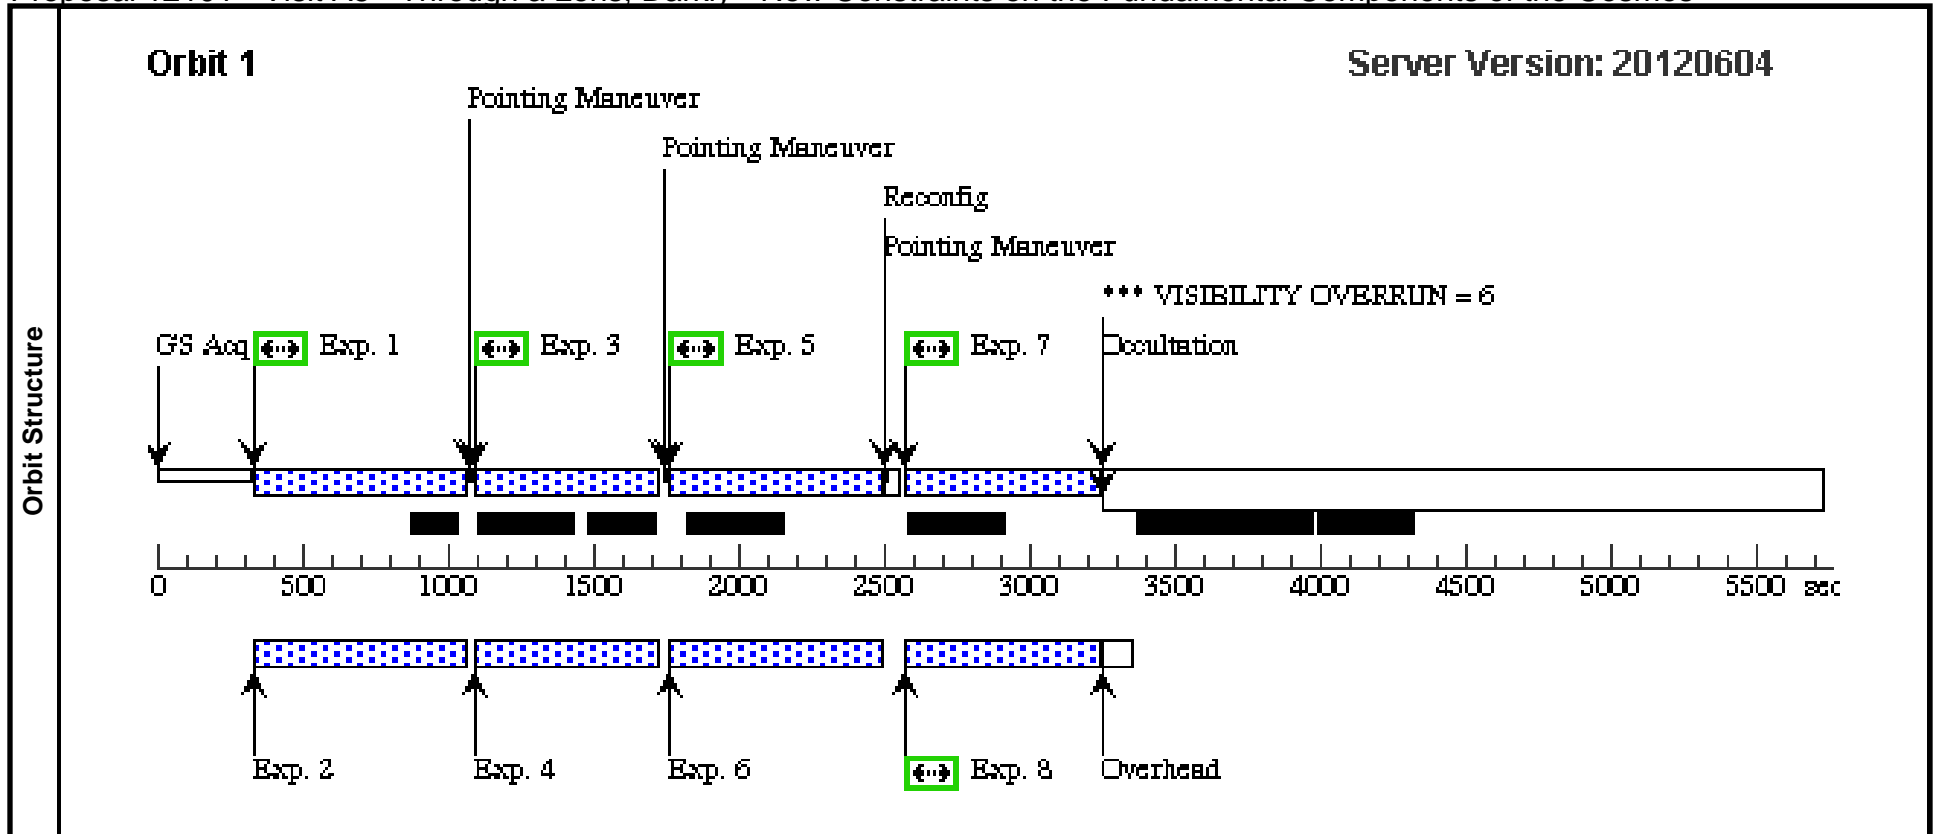 Orbit 1
Server Version: 20120604
Pointing Maneuver
Pointing Maneuver
Reconfig
Pointing Maneuver
*** VISIBILITY OVERRUN = 6
GS Acq
Exp. 1
Exp. 3
Exp. 5
Exp. 7
Occultation
Orbit Structure
0 500 1000 1500 2000 2500 3000 3500 4000 4500 5000 5500 sec
Exp. 2
Exp. 4
Exp. 6
Exp. 8
Overhead